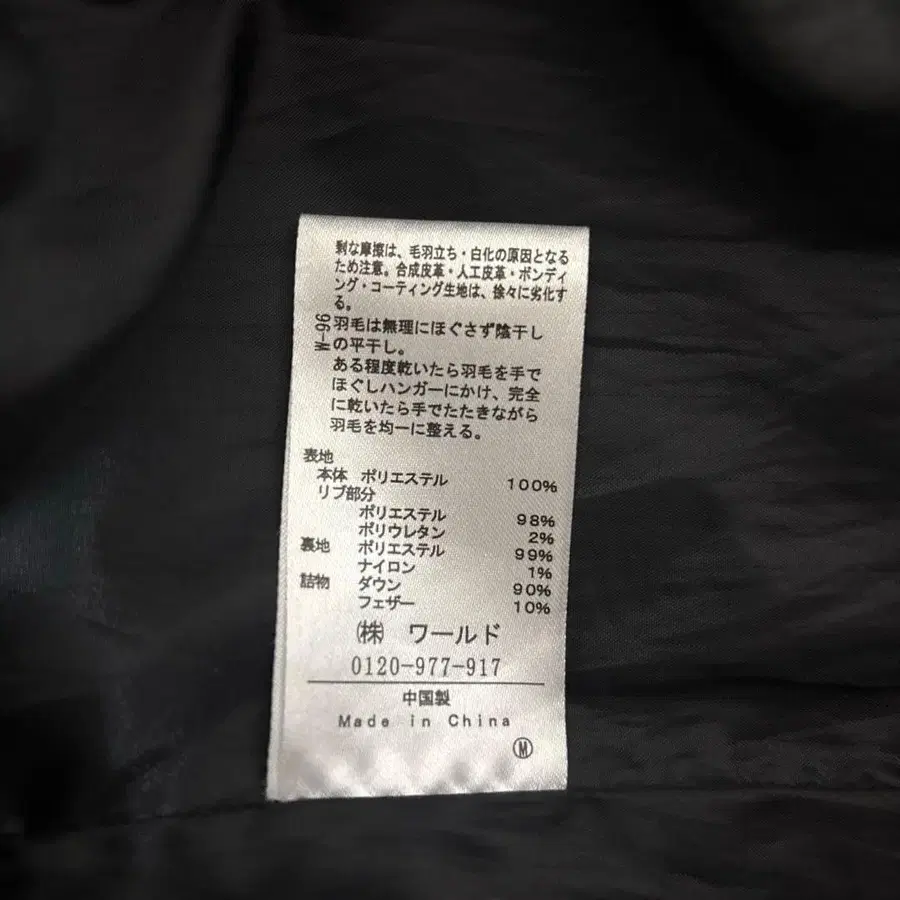 剰な摩擦は、毛羽立ち・白化の原因となる
ため注意。合成皮革・人工皮革・ボンディ
ング・コーティング生地は、徐々に劣化す
る。
W-96
羽毛は無理にほぐさず陰干し
の平干し。
ある程度乾いたら羽毛を手で
ほぐしハンガーにかけ、完全
に乾いたら手でたたきながら
羽毛を均一に整える。
表地
本体 ポリエステル 100%
リブ部分
ポリエステル 98%
ポリウレタン 2%
裏地 ポリエステル 99%
ナイロン 1%
詰物 ダウン 90%
フェザー 10%
㈱ ワールド
0120-977-917
中国製
Made in China
Ⓜ